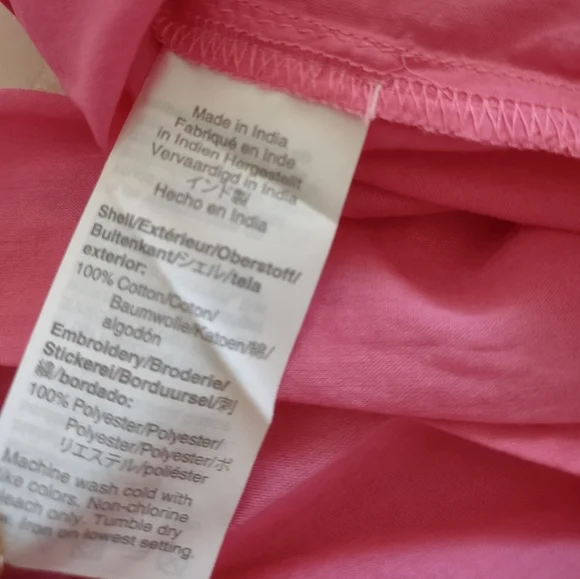 Made in India
Fabriqué en Inde
in Indien Hergestellt
Vervaardigd in India
インド製
Hecho en India
Shell/Extérieur/Oberstoff/
Buitenkant/シェル/tela
exterior:
100% Cotton/Coton/
Baumwolle/Katoen/綿/
algodón
Embroidery/Broderie/
Stickerei/Borduursel/刺
繍/bordado:
100% Polyester/Polyester/
Polyester/Polyester/ポ
リエステル/poliéster
Machine wash cold with
like colors. Non-chlorine
bleach only. Tumble dry
Iron on lowest setting.